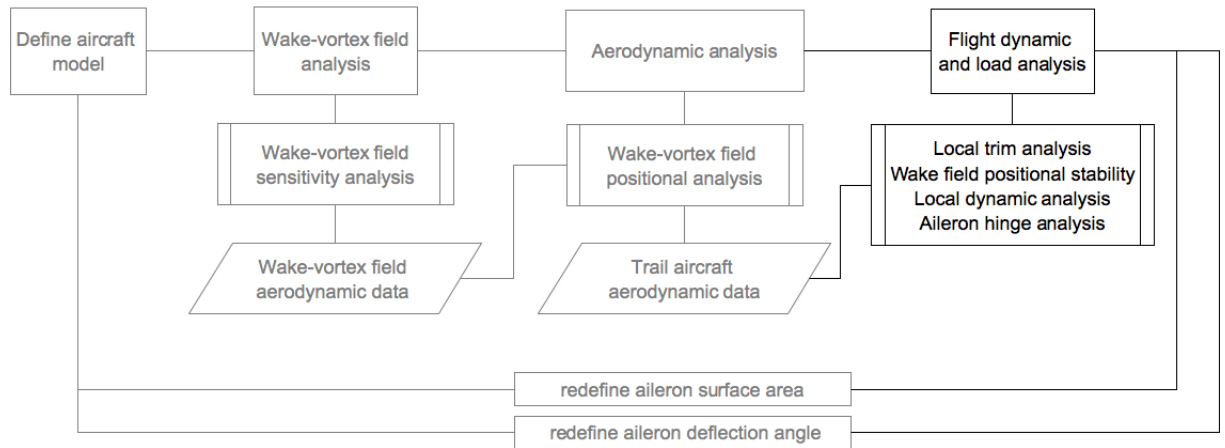 Define aircraft
model
Wake-vortex field
analysis
Aerodynamic analysis
Flight dynamic
and load analysis
Wake-vortex field
sensitivity analysis
Wake-vortex field
positional analysis
Local trim analysis
Wake field positional stability
Local dynamic analysis
Aileron hinge analysis
Wake-vortex field
aerodynamic data
Trail aircraft
aerodynamic data
redefine aileron surface area
redefine aileron deflection angle